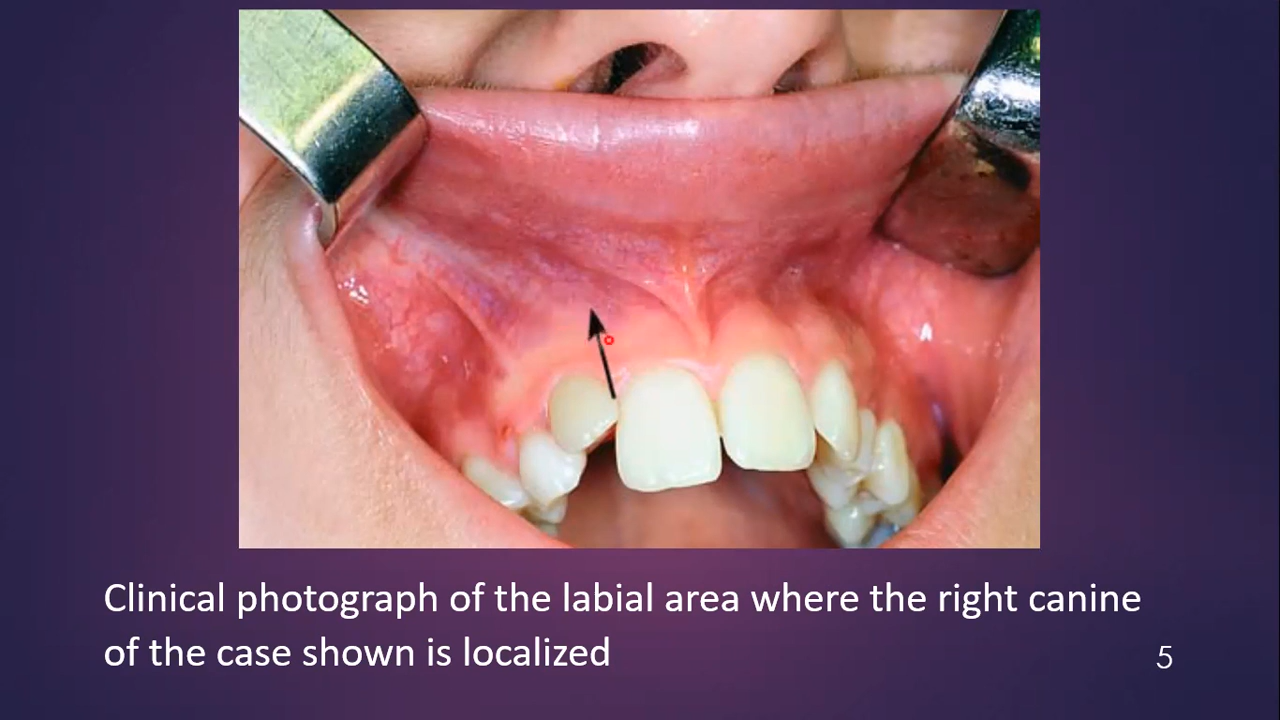 Clinical photograph of the labial area where the right canine
of the case shown is localized
5